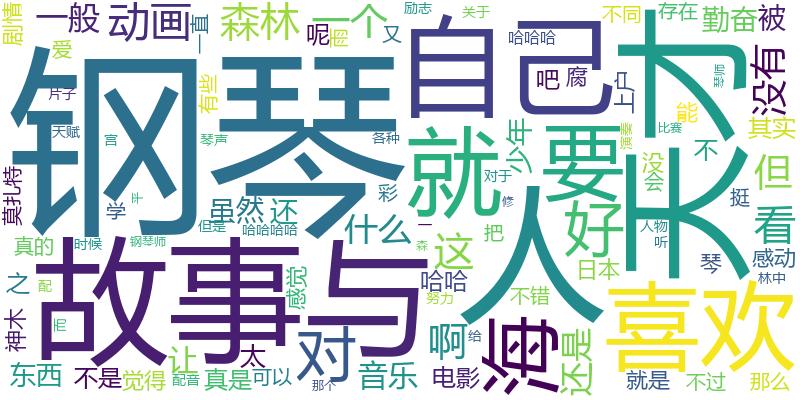 剧情
一般
动画
一直
森林
一个
励志
关于
不同
存在
勤奋
被
爱
呢
雨
又
哈哈哈
吧
腐
上户
琴师
没有
片子
钢琴
有些
自己
天才
能
其实
天赋
宫
琴声
各种
就
少年
要
演奏
比赛
没
会
不
但
莫扎特
学
平
虽然
还
彩
对于
好
挺
看
什么
人
修
人物
听
真的
时候
钢琴师
但是
哈哈哈哈
一
森
这
把
日本
琴
感动
林中
之
配
故事
与
感觉
哈哈
努力
不错
海
喜欢
神木
而
让
太
对
啊
给
还是
东西
不是
觉得
配音
真是
可以
那个
音乐
电影
就是
不过
那么